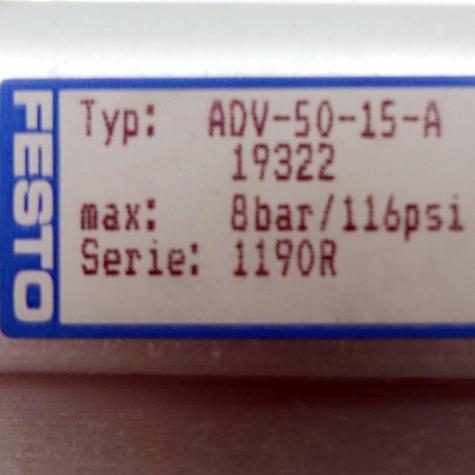 FESTO
Typ: ADV-50-15-A
19322
max: 8bar/116psi
Serie: 1190R